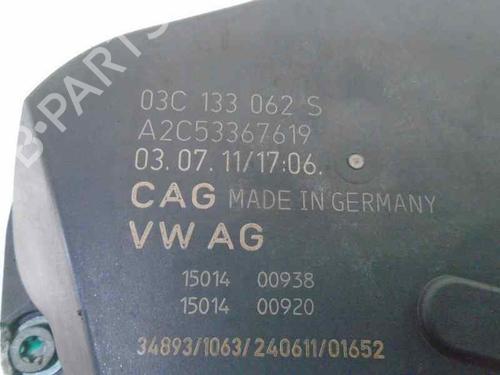 B-PARTS
03C 133 062 S
A2C53367619
03.07.11/17:06.
CAG MADE IN GERMANY
VW AG
15014 00938
15014 00920
34893/1063/240611/01652